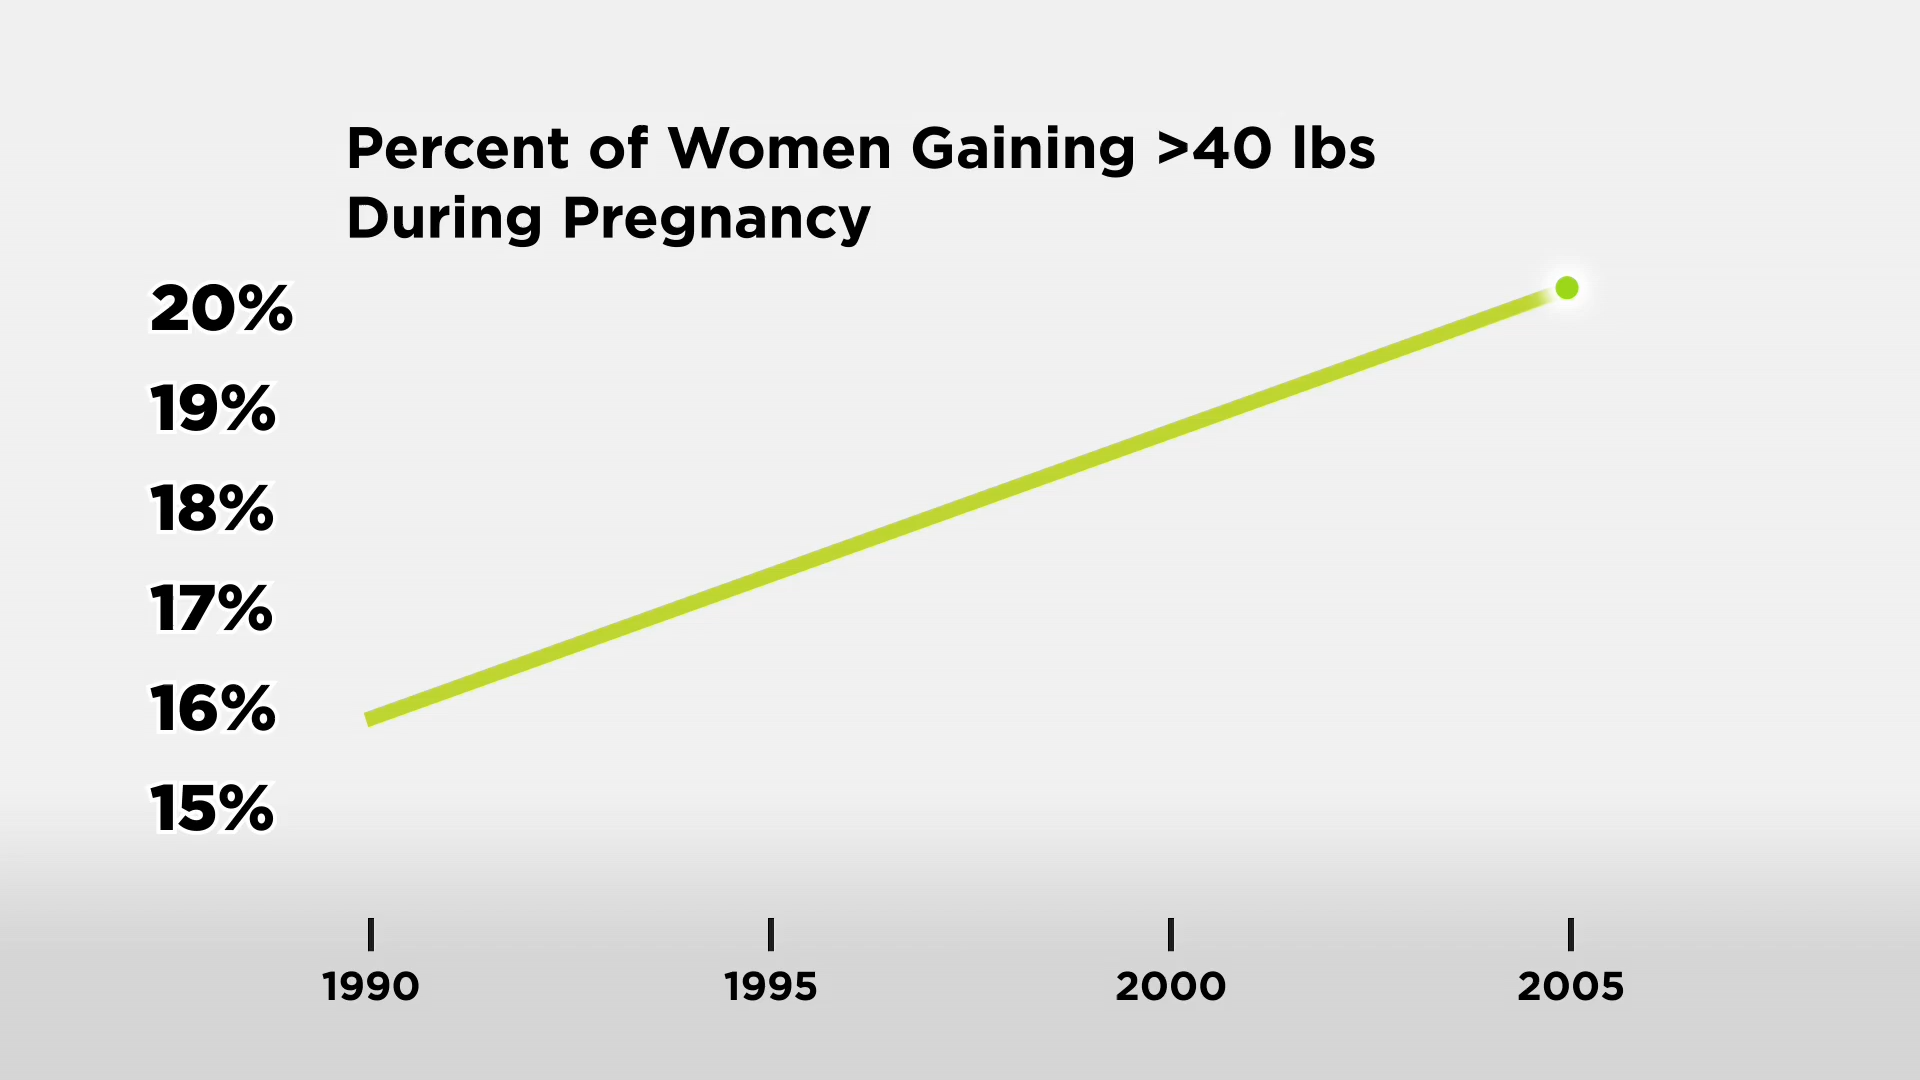 Percent of Women Gaining >40 lbs
During Pregnancy
20%
19%
18%
17%
16%
15%
1990 1995 2000 2005